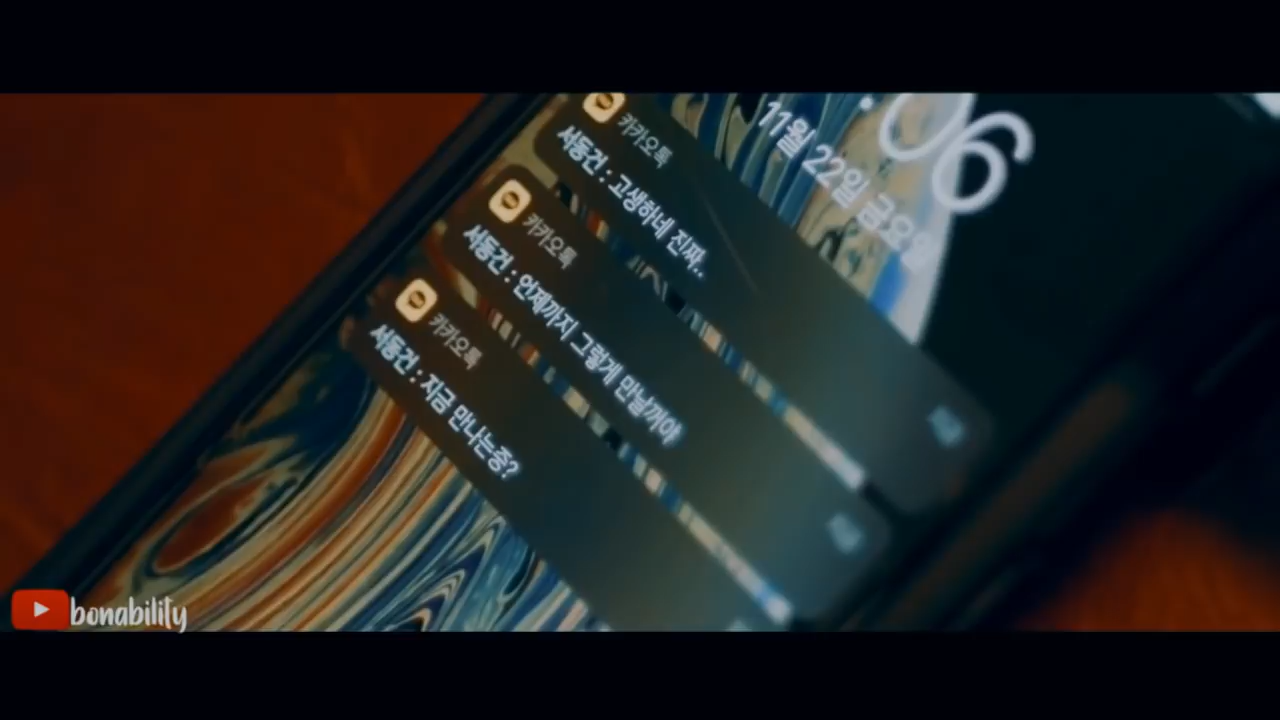 :06
11월 22일 금요일
카카오톡
서동건 : 고생하네 진짜..
카카오톡
서동건 : 언제까지 그렇게 만날꺼야
카카오톡
서동건 : 지금 만나는중?
bonability